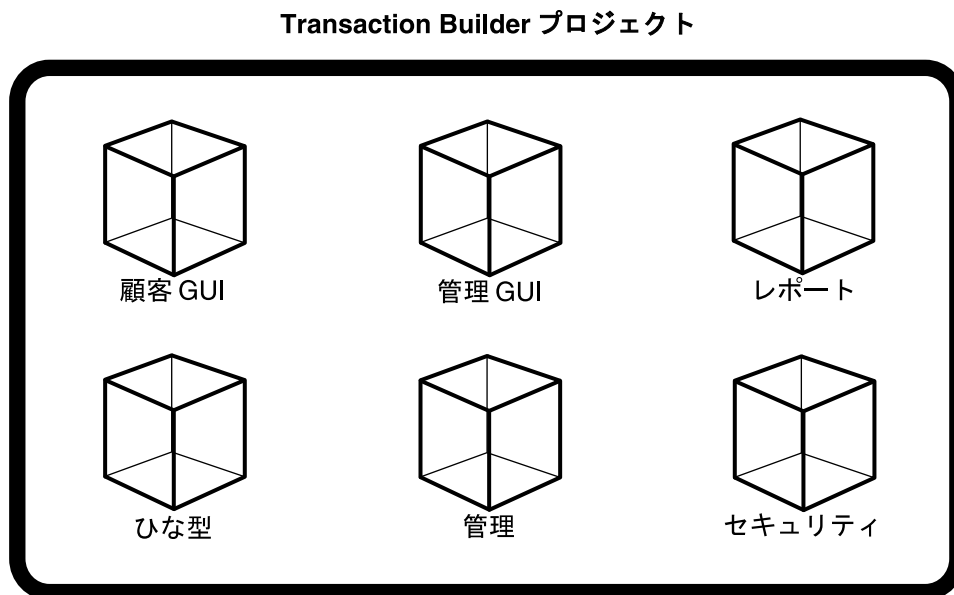 Transaction Builder プロジェクト
顧客 GUI
管理 GUI
レポート
ひな型
管理
セキュリティ